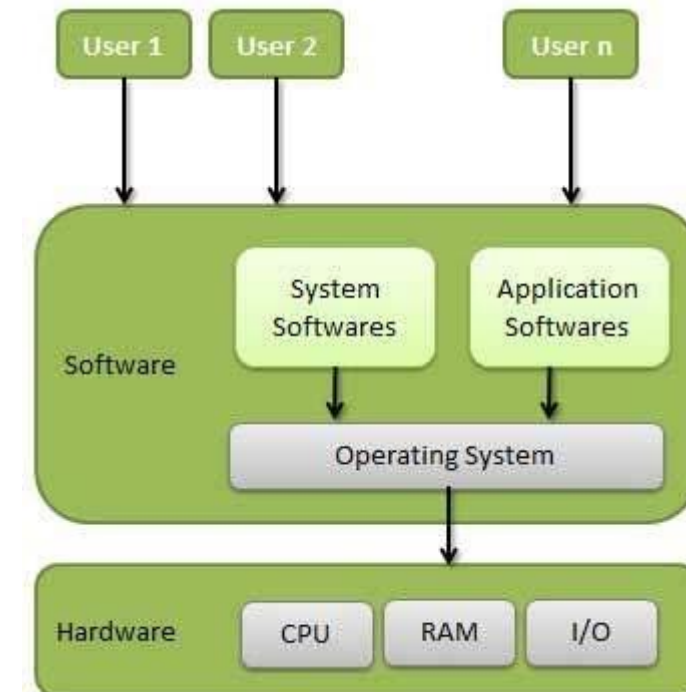 User 1
User 2
User n
System
Softwares
Application
Softwares
Software
Operating System
Hardware
CPU
RAM
I/O